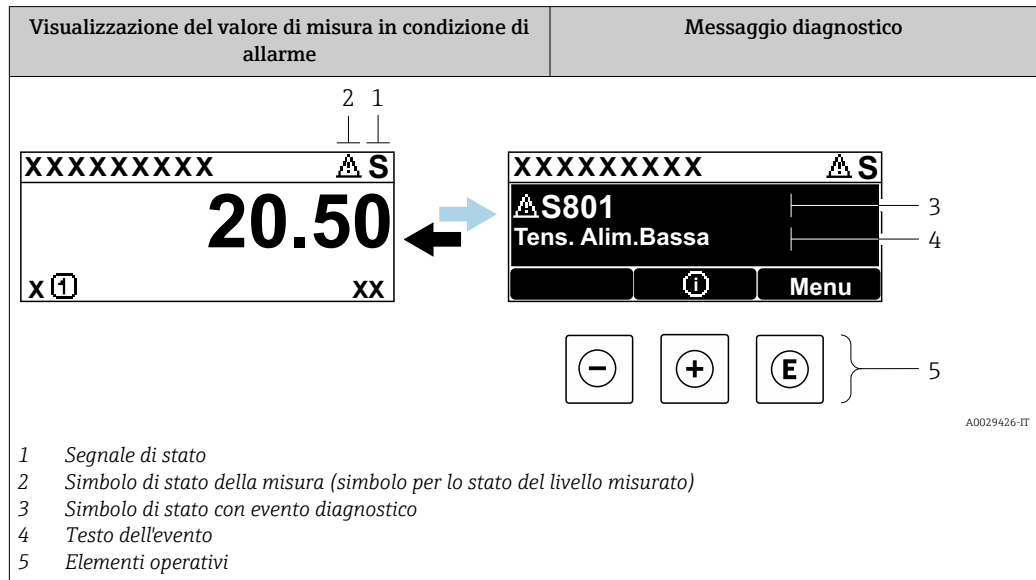 Visualizzazione del valore di misura in condizione di
allarme
Messaggio diagnostico
2 1
XXXXXXXXX S
20.50
X 1 XX
XXXXXXXXX S
S801
Tens. Alim.Bassa
i Menu
3
4
- + E
5
A0029426-IT
1 Segnale di stato
2 Simbolo di stato della misura (simbolo per lo stato del livello misurato)
3 Simbolo di stato con evento diagnostico
4 Testo dell'evento
5 Elementi operativi